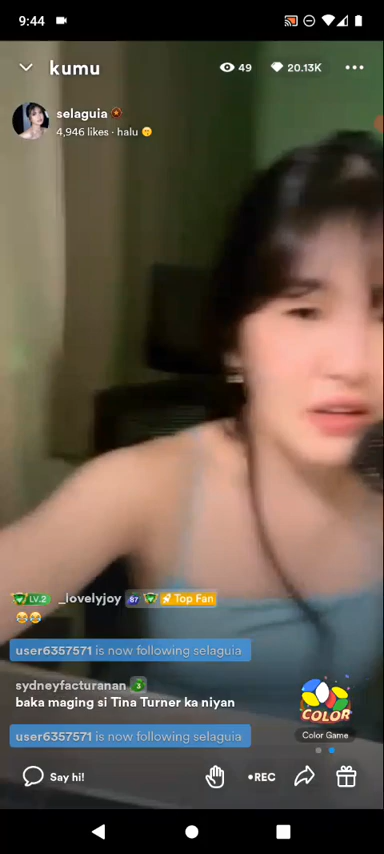 9:44
kumu
49
20.13K
selaguia
4,946 likes · halu
LV.2 _lovelyjoy 87 Top Fan
user6357571 is now following selaguia
sydneyfacturanan 3
baka maging si Tina Turner ka niyan
user6357571 is now following selaguia
COLOR
Color Game
Say hi!
•REC